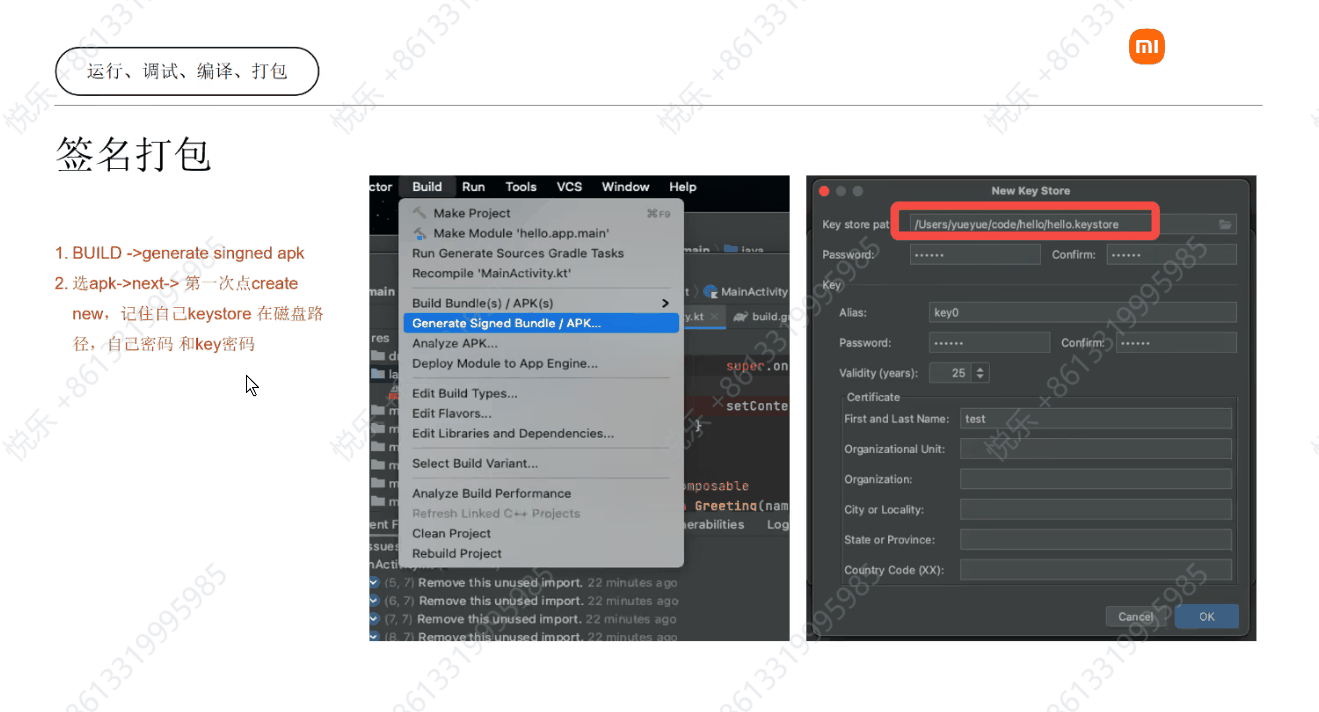 运行、调试、编译、打包
mi
签名打包
1. BUILD ->generate singned apk
2. 选apk->next-> 第一次点create
new，记住自己keystore 在磁盘路
径，自己密码 和key密码
ctor Build Run Tools VCS Window Help
Make Project ⌘F9
Make Module 'hello.app.main'
Run Generate Sources Gradle Tasks
Recompile 'MainActivity.kt'
Build Bundle(s) / APK(s)
Generate Signed Bundle / APK...
Analyze APK...
Deploy Module to App Engine...
Edit Build Types...
Edit Flavors...
Edit Libraries and Dependencies...
Select Build Variant...
Analyze Build Performance
Refresh Linked C++ Projects
Clean Project
Rebuild Project
main java
main MainActivity
y.kt build.gr
res
super.on
setConte
}
mposable
Greeting(nam
erabilities Log
ssues
(5, 7) Remove this unused import. 22 minutes ago
(6, 7) Remove this unused import. 22 minutes ago
(7, 7) Remove this unused import. 22 minutes ago
(8, 7) Remove this unused import. 22 minutes ago
New Key Store
Key store pat /Users/yueyue/code/hello/hello.keystore
Password: •••••• Confirm: ••••••
Key
Alias: key0
Password: •••••• Confirm: ••••••
Validity (years): 25
Certificate
First and Last Name: test
Organizational Unit:
Organization:
City or Locality:
State or Province:
Country Code (XX):
Cancel OK
悦乐 +8613319995985